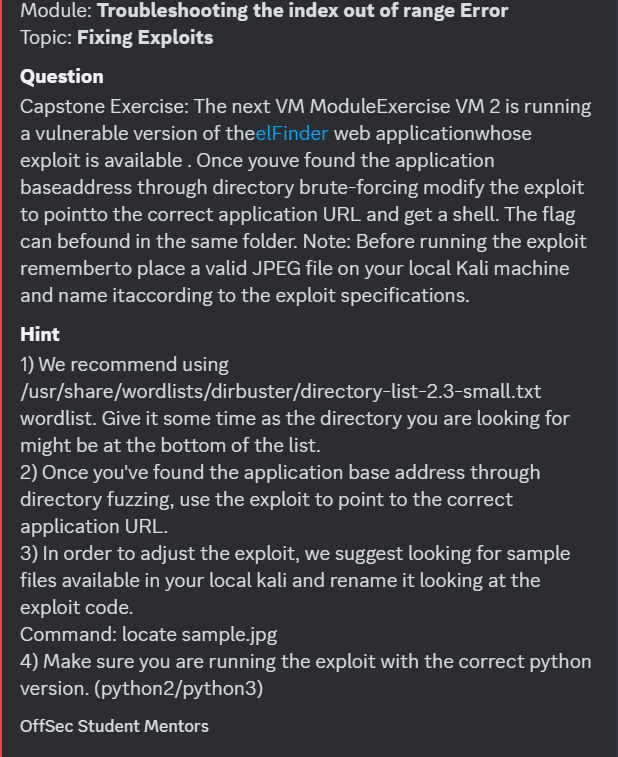 Module: Troubleshooting the index out of range Error
Topic: Fixing Exploits
Question
Capstone Exercise: The next VM ModuleExercise VM 2 is running
a vulnerable version of theelFinder web applicationwhose
exploit is available . Once youve found the application
baseaddress through directory brute-forcing modify the exploit
to pointto the correct application URL and get a shell. The flag
can befound in the same folder. Note: Before running the exploit
rememberto place a valid JPEG file on your local Kali machine
and name itaccording to the exploit specifications.
Hint
1) We recommend using
/usr/share/wordlists/dirbuster/directory-list-2.3-small.txt
wordlist. Give it some time as the directory you are looking for
might be at the bottom of the list.
2) Once you've found the application base address through
directory fuzzing, use the exploit to point to the correct
application URL.
3) In order to adjust the exploit, we suggest looking for sample
files available in your local kali and rename it looking at the
exploit code.
Command: locate sample.jpg
4) Make sure you are running the exploit with the correct python
version. (python2/python3)
OffSec Student Mentors